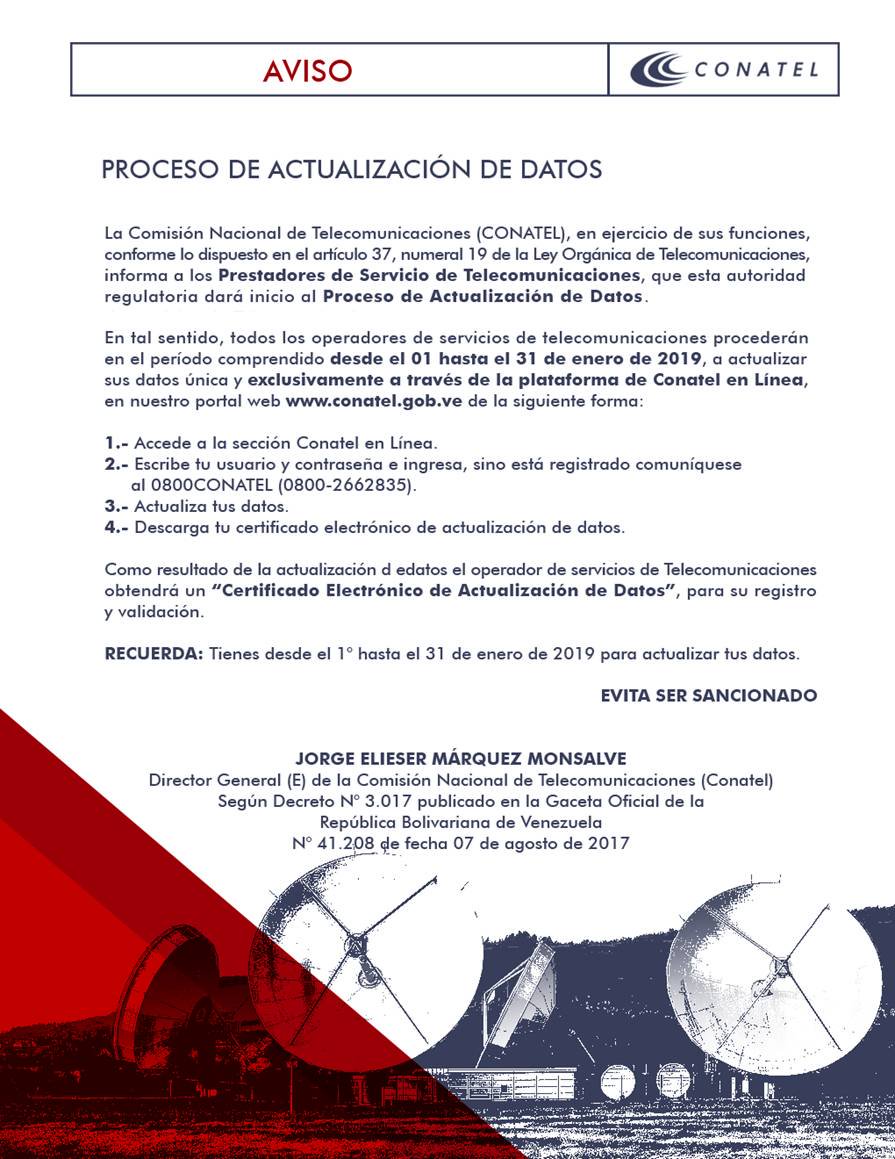 AVISO
CONATEL
PROCESO DE ACTUALIZACIÓN DE DATOS
La Comisión Nacional de Telecomunicaciones (CONATEL), en ejercicio de sus funciones,
conforme lo dispuesto en el artículo 37, numeral 19 de la Ley Orgánica de Telecomunicaciones,
informa a los Prestadores de Servicio de Telecomunicaciones, que esta autoridad
regulatoria dará inicio al Proceso de Actualización de Datos.
En tal sentido, todos los operadores de servicios de telecomunicaciones procederán
en el período comprendido desde el 01 hasta el 31 de enero de 2019, a actualizar
sus datos única y exclusivamente a través de la plataforma de Conatel en Línea,
en nuestro portal web www.conatel.gob.ve de la siguiente forma:
1.- Accede a la sección Conatel en Línea.
2.- Escribe tu usuario y contraseña e ingresa, sino está registrado comuníquese
al 0800CONATEL (0800-2662835).
3.- Actualiza tus datos.
4.- Descarga tu certificado electrónico de actualización de datos.
Como resultado de la actualización d edatos el operador de servicios de Telecomunicaciones
obtendrá un “Certificado Electrónico de Actualización de Datos”, para su registro
y validación.
RECUERDA: Tienes desde el 1° hasta el 31 de enero de 2019 para actualizar tus datos.
EVITA SER SANCIONADO
JORGE ELIESER MÁRQUEZ MONSALVE
Director General (E) de la Comisión Nacional de Telecomunicaciones (Conatel)
Según Decreto N° 3.017 publicado en la Gaceta Oficial de la
República Bolivariana de Venezuela
N° 41.208 de fecha 07 de agosto de 2017